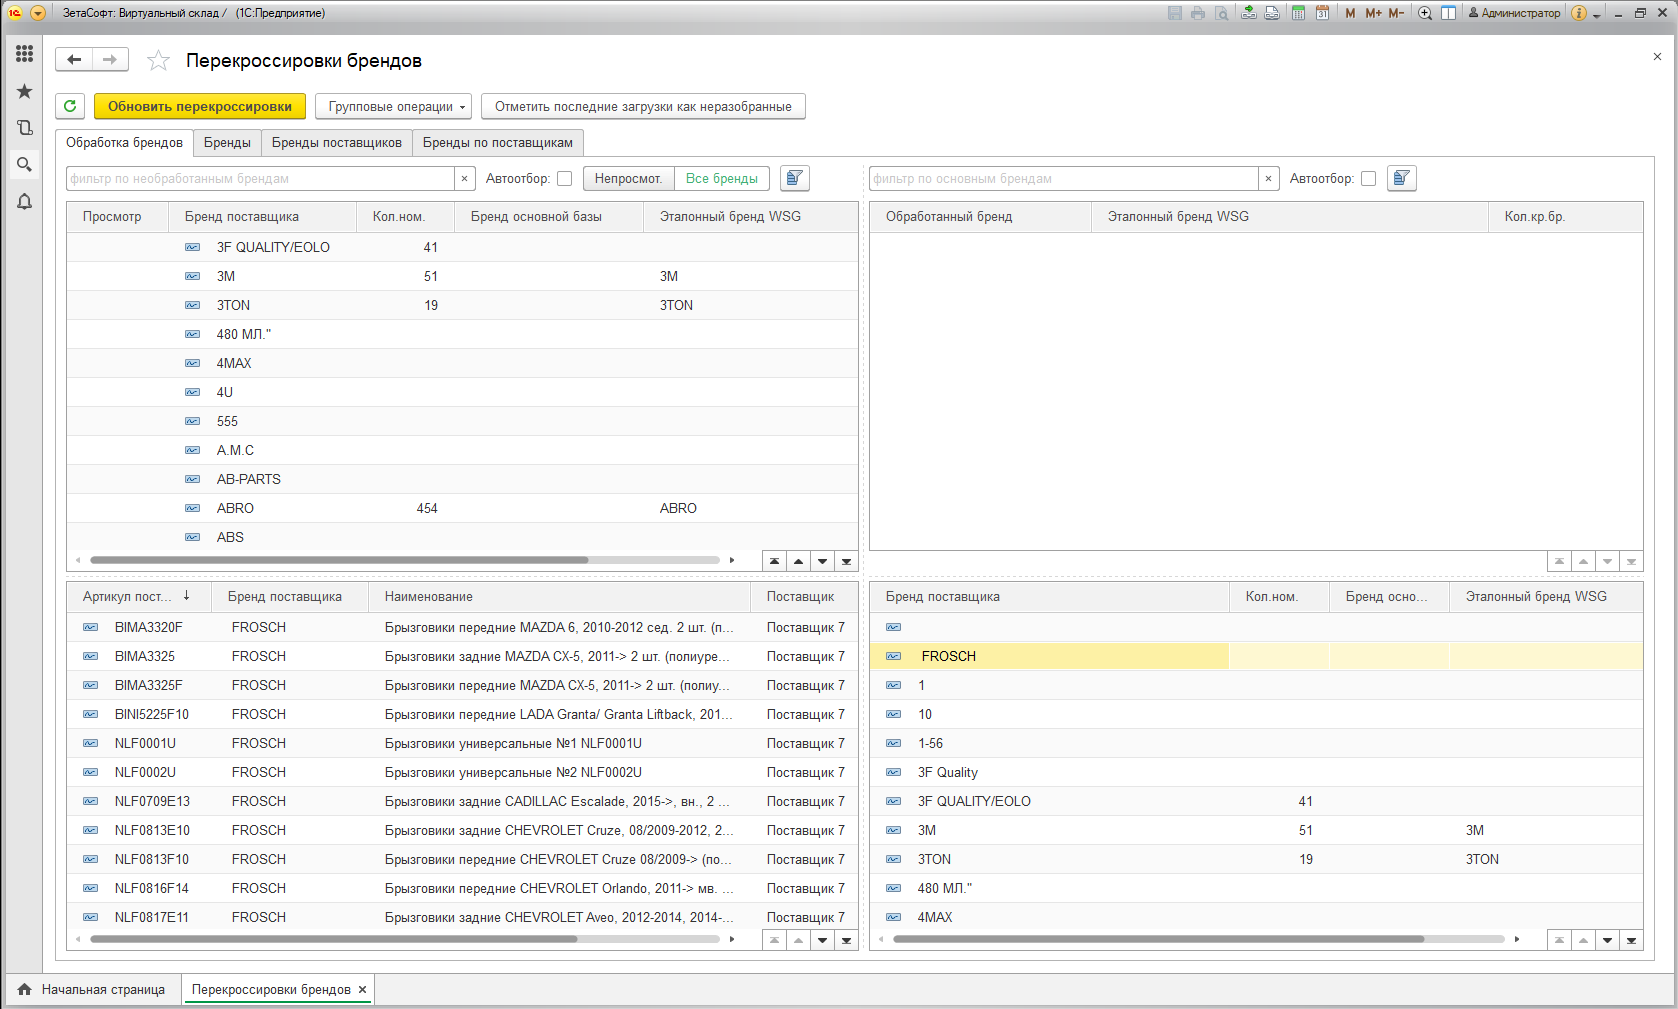 ЗетаСофт: Виртуальный склад / (1С:Предприятие)
M M+ M- Администратор
Перекроссировки брендов
Обновить перекроссировки Групповые операции Отметить последние загрузки как неразобранные
Обработка брендов Бренды Бренды поставщиков Бренды по поставщикам
фильтр по необработанным брендам × Автоотбор: Непросмот. Все бренды фильтр по основным брендам × Автоотбор:
Просмотр Бренд поставщика Кол.ном. Бренд основной базы Эталонный бренд WSG
3F QUALITY/EOLO 41
3M 51 3M
3TON 19 3TON
480 МЛ."
4MAX
4U
555
A.M.C
AB-PARTS
ABRO 454 ABRO
ABS
Обработанный бренд Эталонный бренд WSG Кол.кр.бр.
Артикул пост... ↓ Бренд поставщика Наименование Поставщик
BIMA3320F FROSCH Брызговики передние MAZDA 6, 2010-2012 сед. 2 шт. (п... Поставщик 7
BIMA3325 FROSCH Брызговики задние MAZDA CX-5, 2011-> 2 шт. (полиуре... Поставщик 7
BIMA3325F FROSCH Брызговики передние MAZDA CX-5, 2011-> 2 шт. (полиу... Поставщик 7
BINI5225F10 FROSCH Брызговики передние LADA Granta/ Granta Liftback, 201... Поставщик 7
NLF0001U FROSCH Брызговики универсальные №1 NLF0001U Поставщик 7
NLF0002U FROSCH Брызговики универсальные №2 NLF0002U Поставщик 7
NLF0709E13 FROSCH Брызговики задние CADILLAC Escalade, 2015->, вн., 2 ... Поставщик 7
NLF0813E10 FROSCH Брызговики задние CHEVROLET Cruze, 08/2009-2012, 2... Поставщик 7
NLF0813F10 FROSCH Брызговики передние CHEVROLET Cruze 08/2009-> (по... Поставщик 7
NLF0816F14 FROSCH Брызговики передние CHEVROLET Orlando, 2011-> мв. ... Поставщик 7
NLF0817E11 FROSCH Брызговики задние CHEVROLET Aveo, 2012-2014, 2014-... Поставщик 7
Бренд поставщика Кол.ном. Бренд осно... Эталонный бренд WSG
FROSCH
1
10
1-56
3F Quality
3F QUALITY/EOLO 41
3M 51 3M
3TON 19 3TON
480 МЛ."
4MAX
Начальная страница Перекроссировки брендов ×